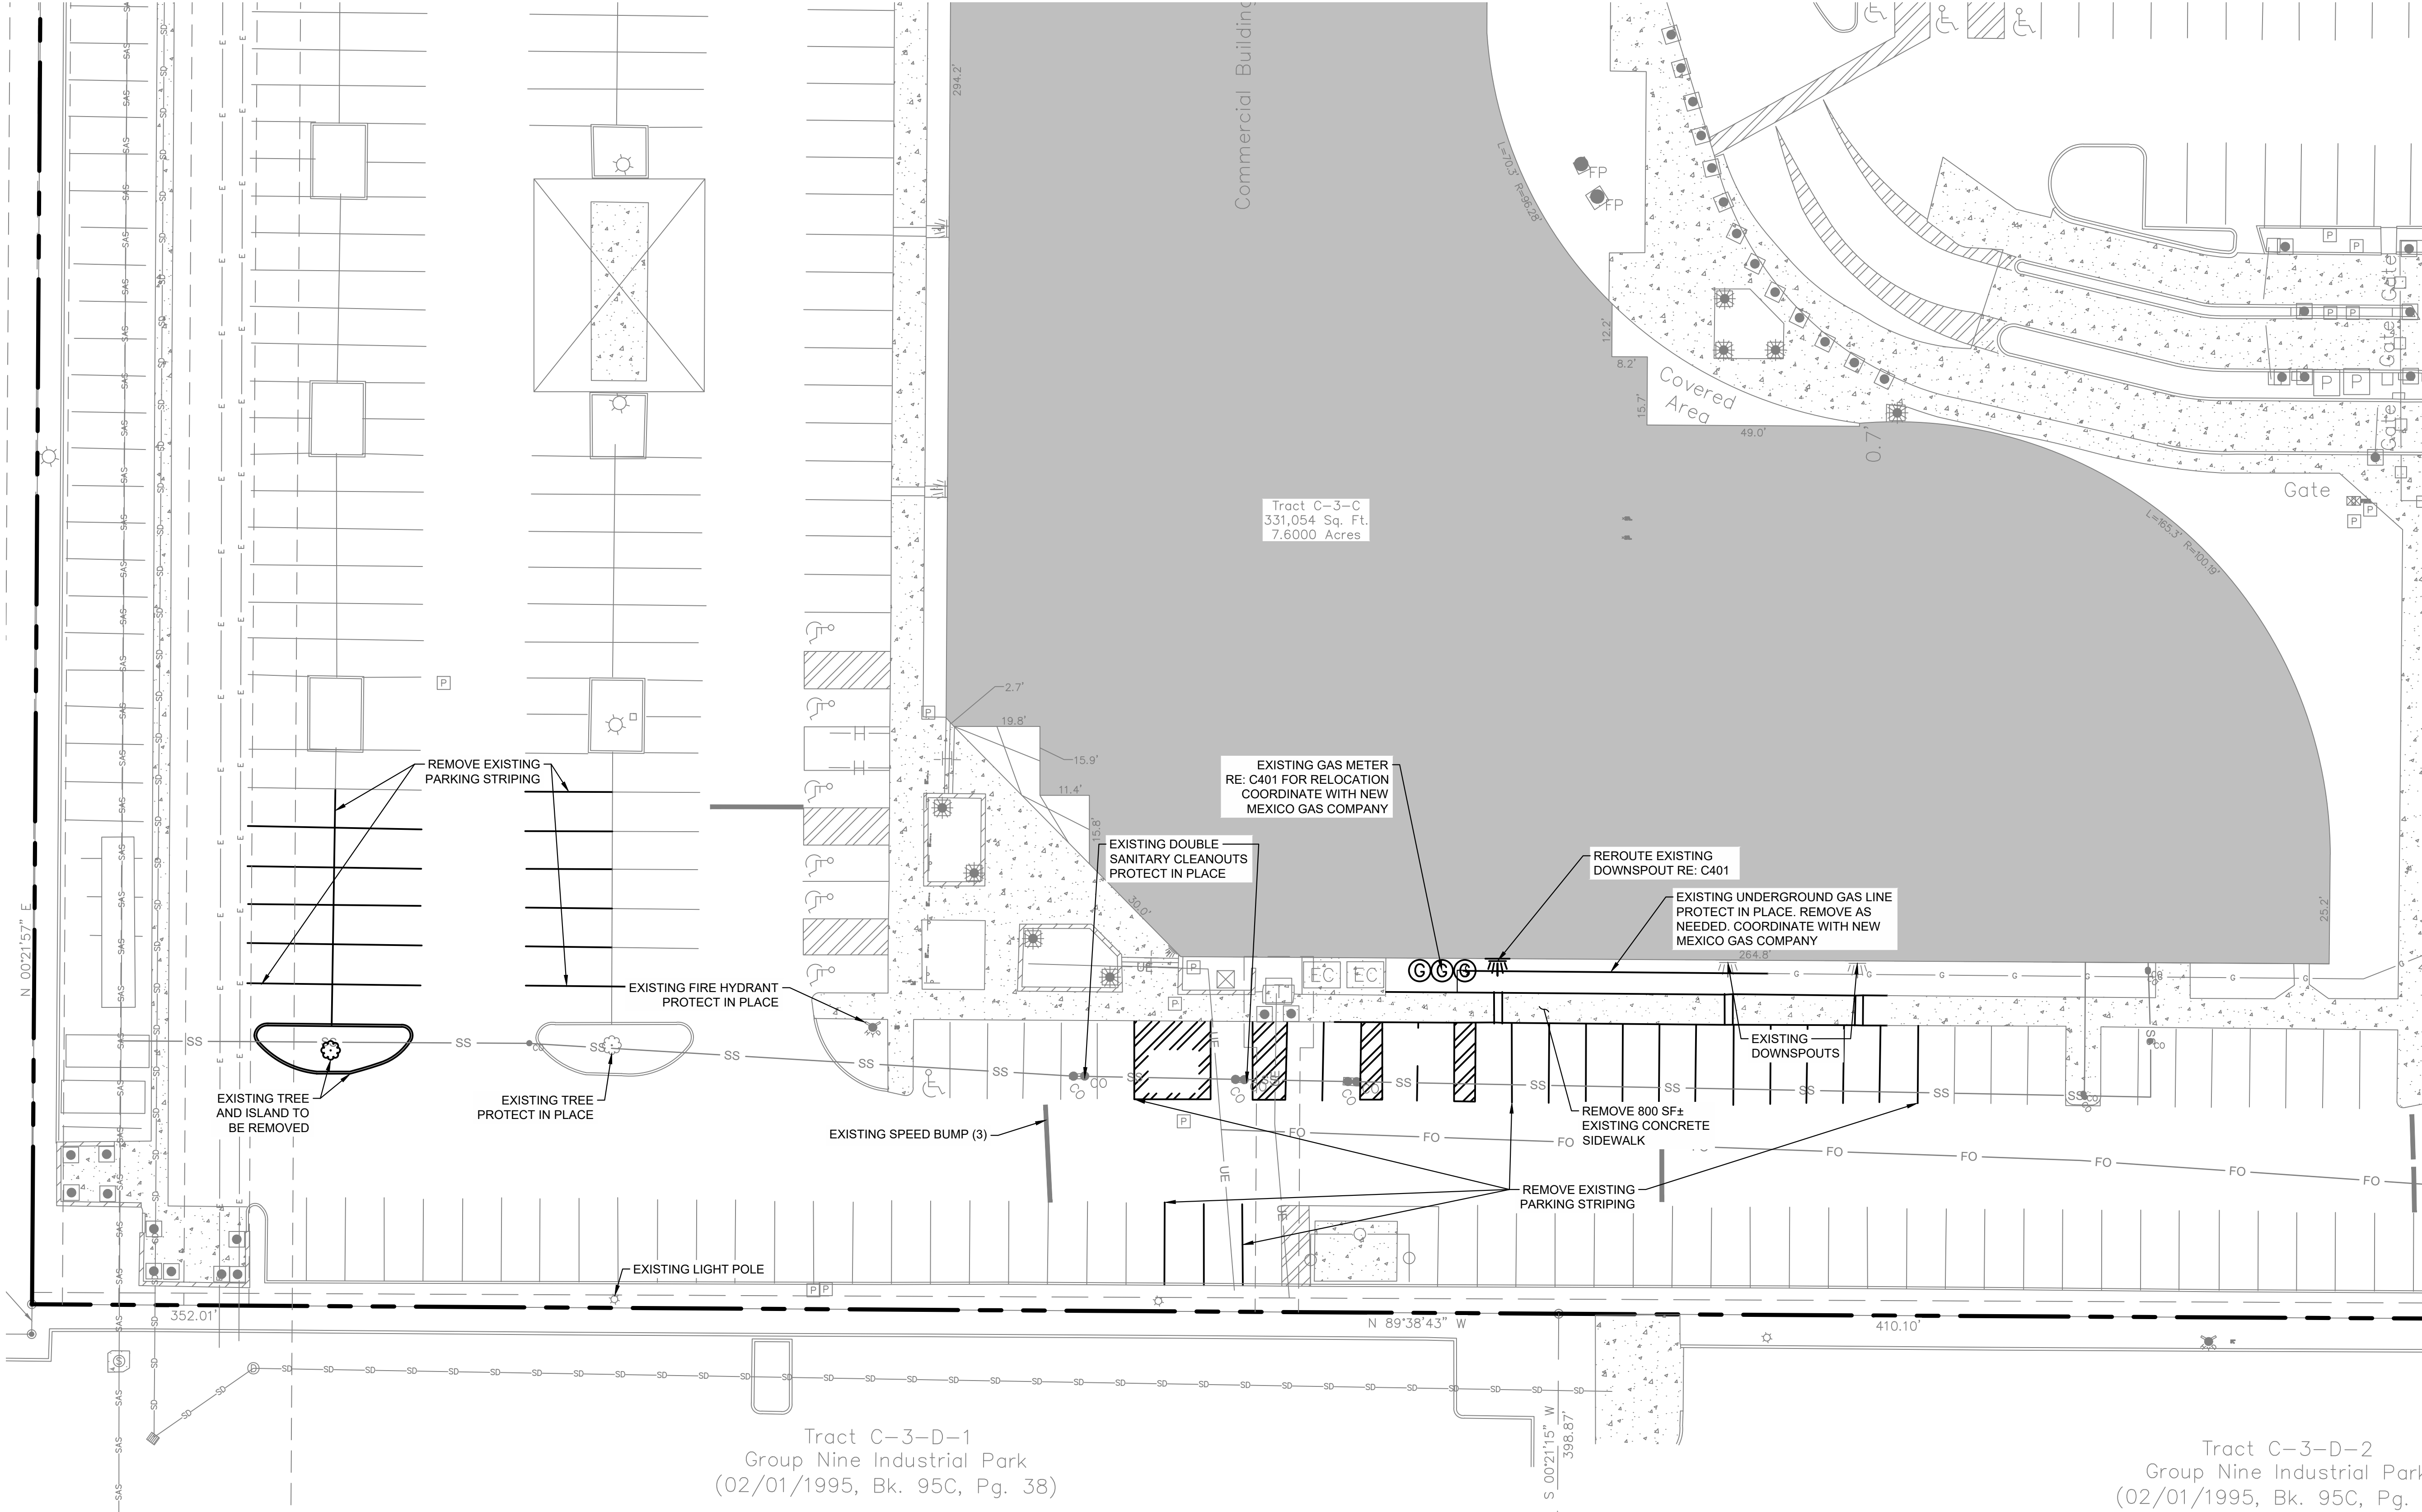 Commercial Building
294.2'
L=70.3' R=96.28'
FP
FP
12.2'
8.2'
15.7'
Covered
Area
49.0'
0.7'
Gate
Gate
Gate
Gate
L=165.3' R=100.19'
Tract C-3-C
331,054 Sq. Ft.
7.6000 Acres
2.7'
19.8'
15.9'
11.4'
15.8'
30.0'
25.2'
264.8'
REMOVE EXISTING
PARKING STRIPING
EXISTING GAS METER
RE: C401 FOR RELOCATION
COORDINATE WITH NEW
MEXICO GAS COMPANY
EXISTING DOUBLE
SANITARY CLEANOUTS
PROTECT IN PLACE
REROUTE EXISTING
DOWNSPOUT RE: C401
EXISTING UNDERGROUND GAS LINE
PROTECT IN PLACE. REMOVE AS
NEEDED. COORDINATE WITH NEW
MEXICO GAS COMPANY
EXISTING FIRE HYDRANT
PROTECT IN PLACE
EC EC
G G G
UE
EXISTING TREE
AND ISLAND TO
BE REMOVED
EXISTING TREE
PROTECT IN PLACE
EXISTING SPEED BUMP (3)
EXISTING
DOWNSPOUTS
REMOVE 800 SF±
EXISTING CONCRETE
SIDEWALK
REMOVE EXISTING
PARKING STRIPING
EXISTING LIGHT POLE
N 00°21'57" E
352.01'
N 89°38'43" W
410.10'
S 00°21'15" W
398.87'
Tract C-3-D-1
Group Nine Industrial Park
(02/01/1995, Bk. 95C, Pg. 38)
Tract C-3-D-2
Group Nine Industrial Park
(02/01/1995, Bk. 95C, Pg.